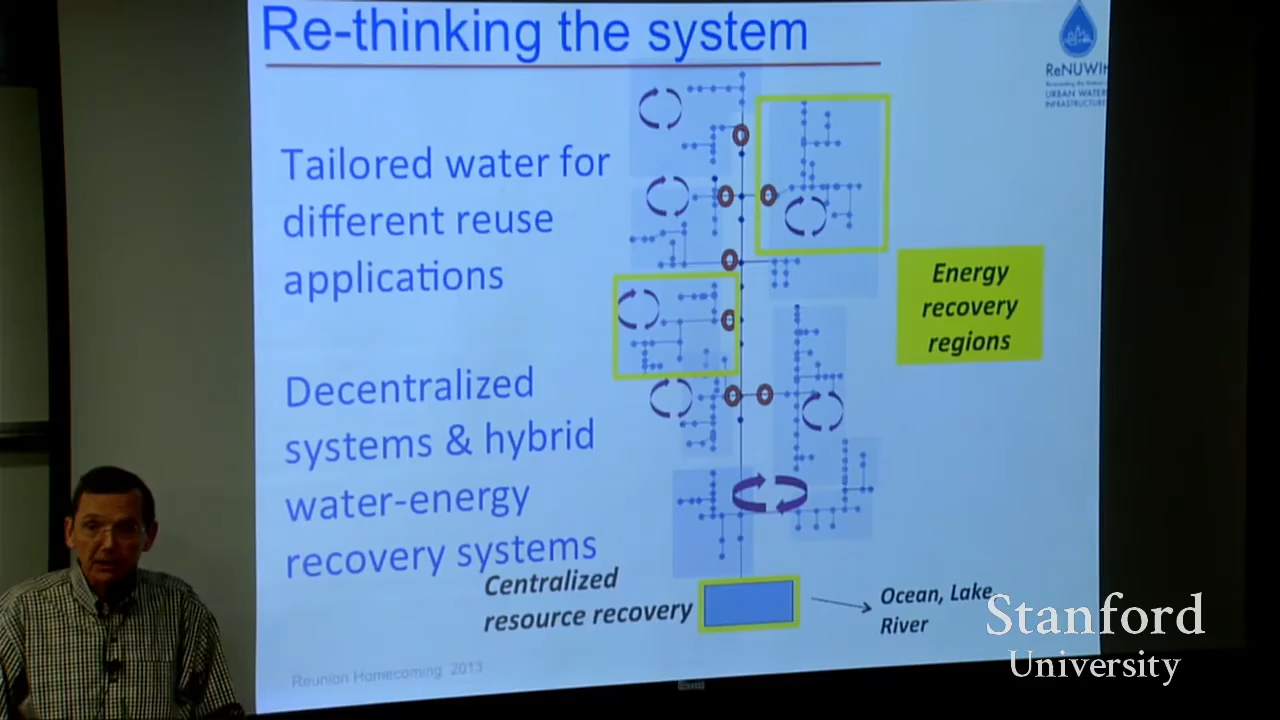 Re-thinking the system
ReNUWIt
URBAN WATER
INFRASTRUCTURE
Tailored water for
different reuse
applications
Energy
recovery
regions
Decentralized
systems & hybrid
water-energy
recovery systems
Centralized
resource recovery
Ocean, Lake,
River
Stanford
University
Reunion Homecoming 2013